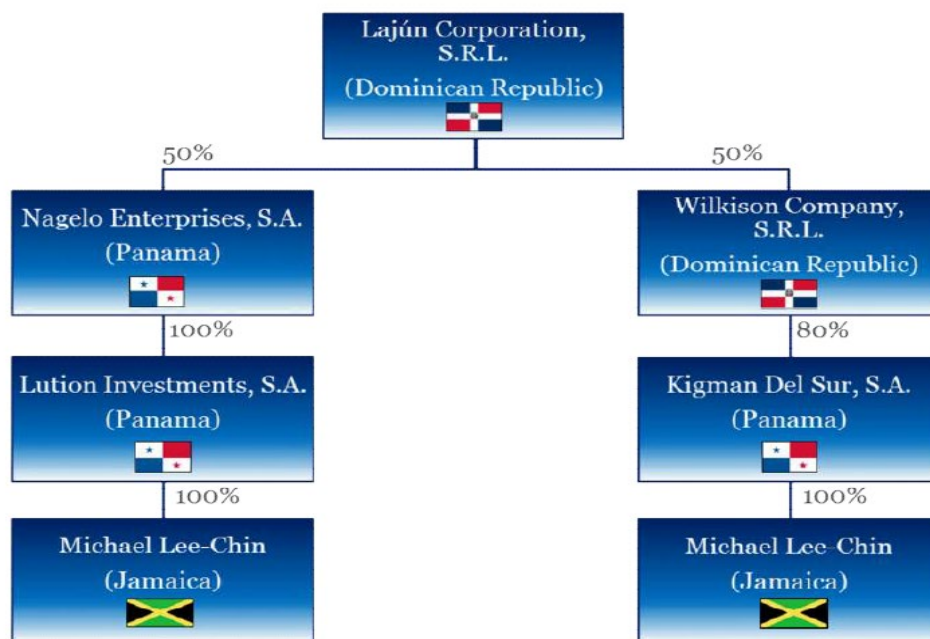 Lajún Corporation,
S.R.L.
(Dominican Republic)
50%
50%
Nagelo Enterprises, S.A.
(Panama)
Wilkison Company,
S.R.L.
(Dominican Republic)
100%
80%
Lution Investments, S.A.
(Panama)
Kigman Del Sur, S.A.
(Panama)
100%
100%
Michael Lee-Chin
(Jamaica)
Michael Lee-Chin
(Jamaica)